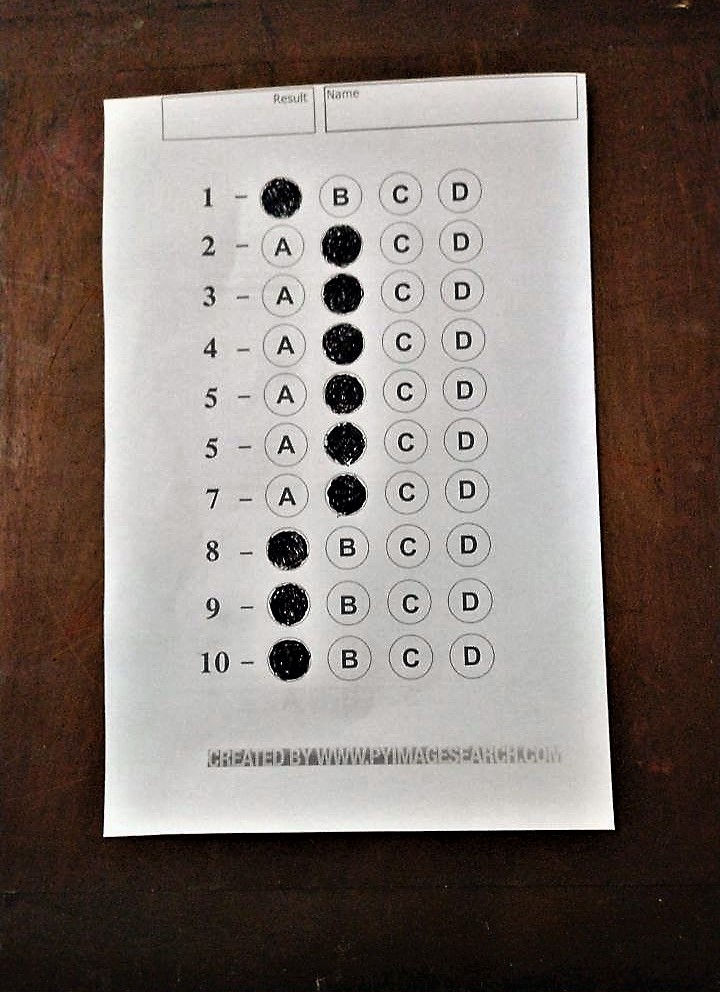 Result Name
1 - B C D
2 - A C D
3 - A C D
4 - A C D
5 - A C D
5 - A C D
7 - A C D
8 - B C D
9 - B C D
10 - B C D
CREATED BY WWW.PYIMAGESEARCH.COM